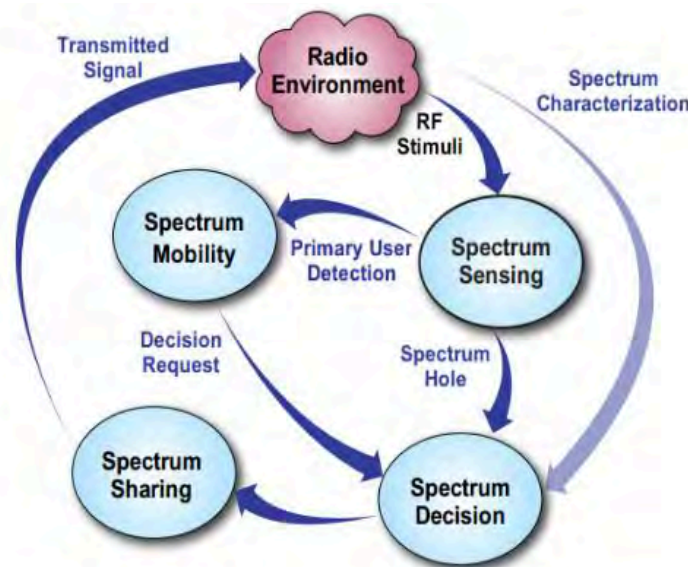 Transmitted
Signal
Radio
Environment
Spectrum
Characterization
RF
Stimuli
Spectrum
Mobility
Primary User
Detection
Spectrum
Sensing
Decision
Request
Spectrum
Hole
Spectrum
Sharing
Spectrum
Decision